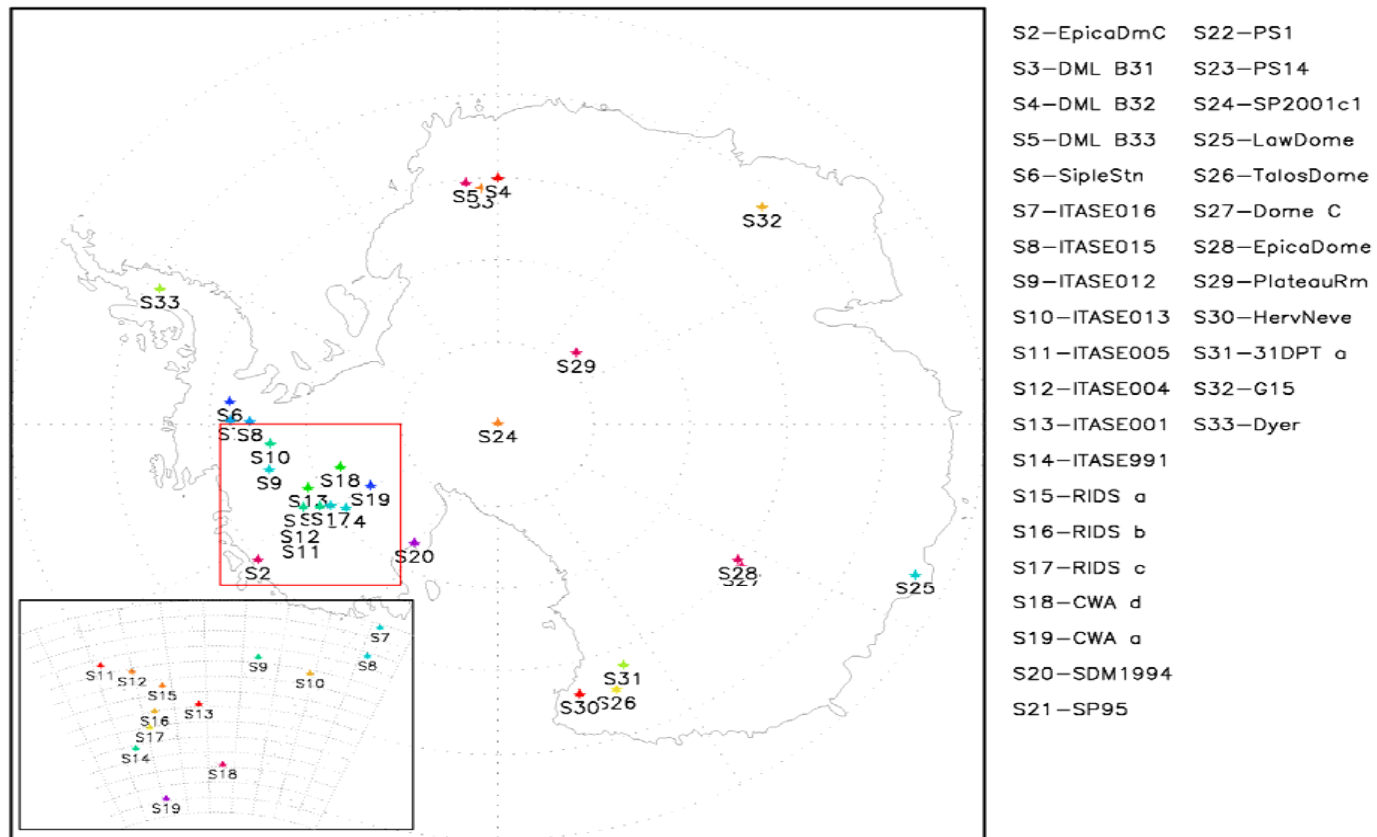 S2-EpicaDmC S22-PS1
S3-DML B31 S23-PS14
S4-DML B32 S24-SP2001c1
S5-DML B33 S25-LawDome
S6-SipleStn S26-TalosDome
S7-ITASE016 S27-Dome C
S8-ITASE015 S28-EpicaDome
S9-ITASE012 S29-PlateauRm
S10-ITASE013 S30-HervNeve
S11-ITASE005 S31-31DPT a
S12-ITASE004 S32-G15
S13-ITASE001 S33-Dyer
S14-ITASE991
S15-RIDS a
S16-RIDS b
S17-RIDS c
S18-CWA d
S19-CWA a
S20-SDM1994
S21-SP95
S5 S4
S32
S33
S29
S6
S8
S24
S10
S18
S9
S13 S19
S17
S12
S11
S20
S2
S28
S25
S31
S30 S26
S7
S8
S9
S11
S12
S10
S15
S13
S16
S17
S14
S18
S19